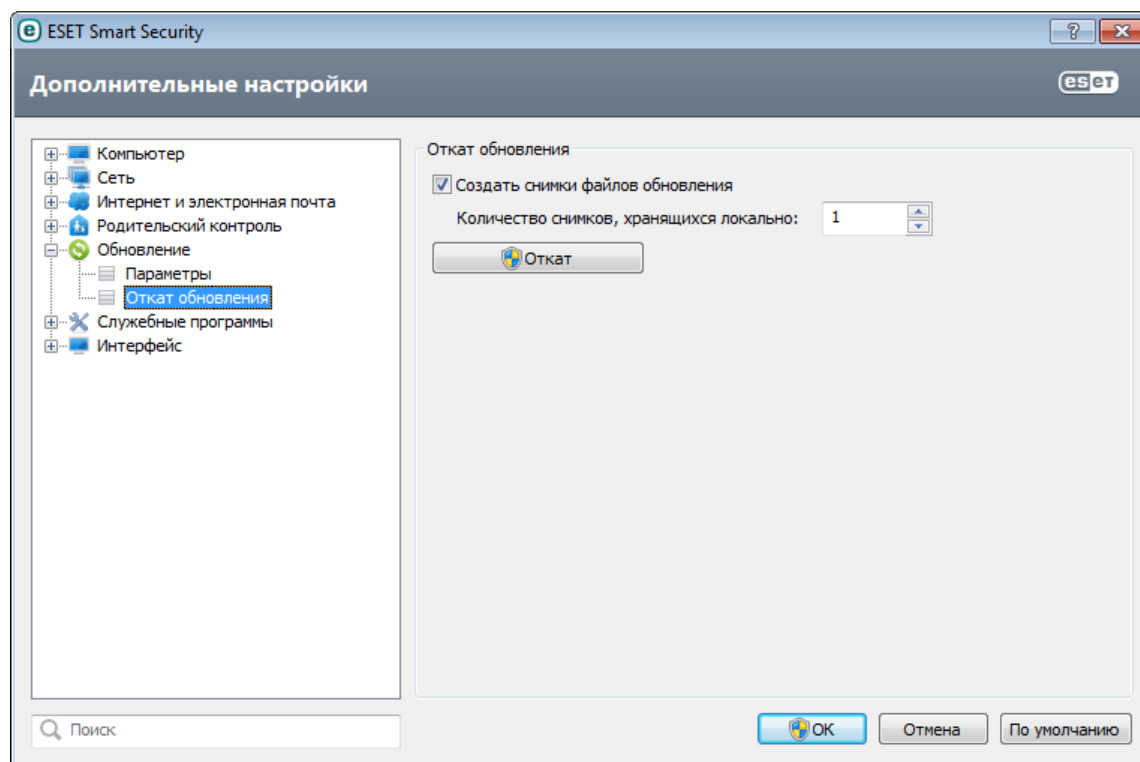 ESET Smart Security
Дополнительные настройки
eset
Компьютер
Сеть
Интернет и электронная почта
Родительский контроль
Обновление
Параметры
Откат обновления
Служебные программы
Интерфейс
Откат обновления
Создать снимки файлов обновления
Количество снимков, хранящихся локально: 1
Откат
Поиск
OK Отмена По умолчанию